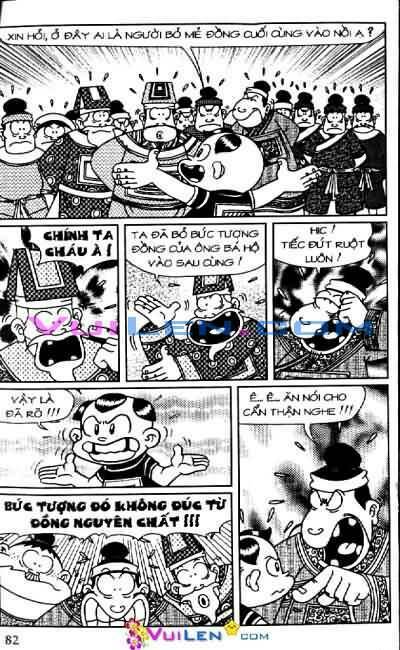 XIN HỎI, Ở ĐÂY AI LÀ NGƯỜI BỎ MẺ ĐỒNG CUỐI CÙNG VÀO NỒI Ạ ?
CHÍNH TA
CHÁU À !
TA ĐÃ BỎ BỨC TƯỢNG
ĐỒNG CỦA ÔNG BÁ HỘ
VÀO SAU CÙNG !
HIC !
TIẾC ĐỨT RUỘT
LUÔN !
VUILEN.COM
VẬY LÀ
ĐÃ RÕ !!!
Ê... Ê... ĂN NÓI CHO
CẨN THẬN NGHE !!!
BỨC TƯỢNG ĐÓ KHÔNG ĐÚC TỪ
ĐỒNG NGUYÊN CHẤT !!!
82
VUILEN.COM